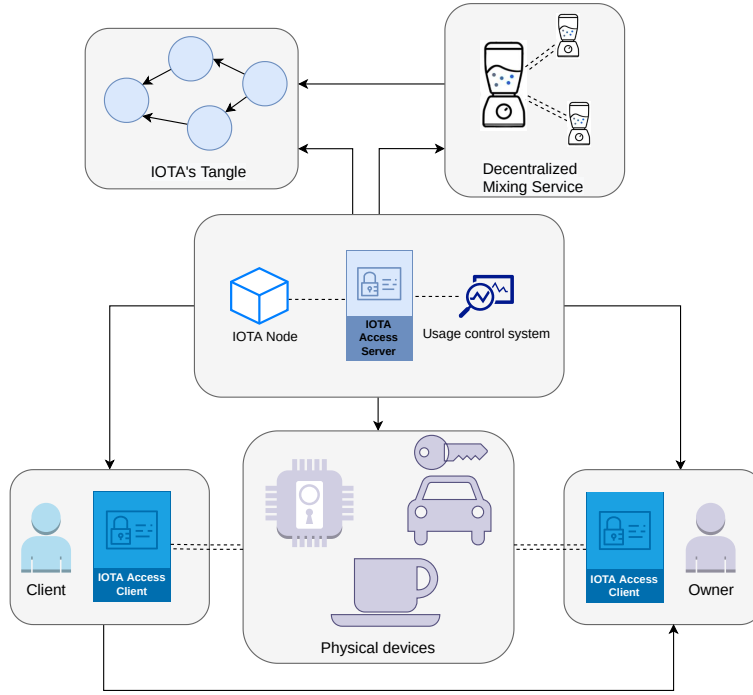 IOTA's Tangle
Decentralized
Mixing Service
IOTA Node
IOTA
Access
Server
Usage control system
Client
IOTA Access
Client
Physical devices
IOTA Access
Client
Owner